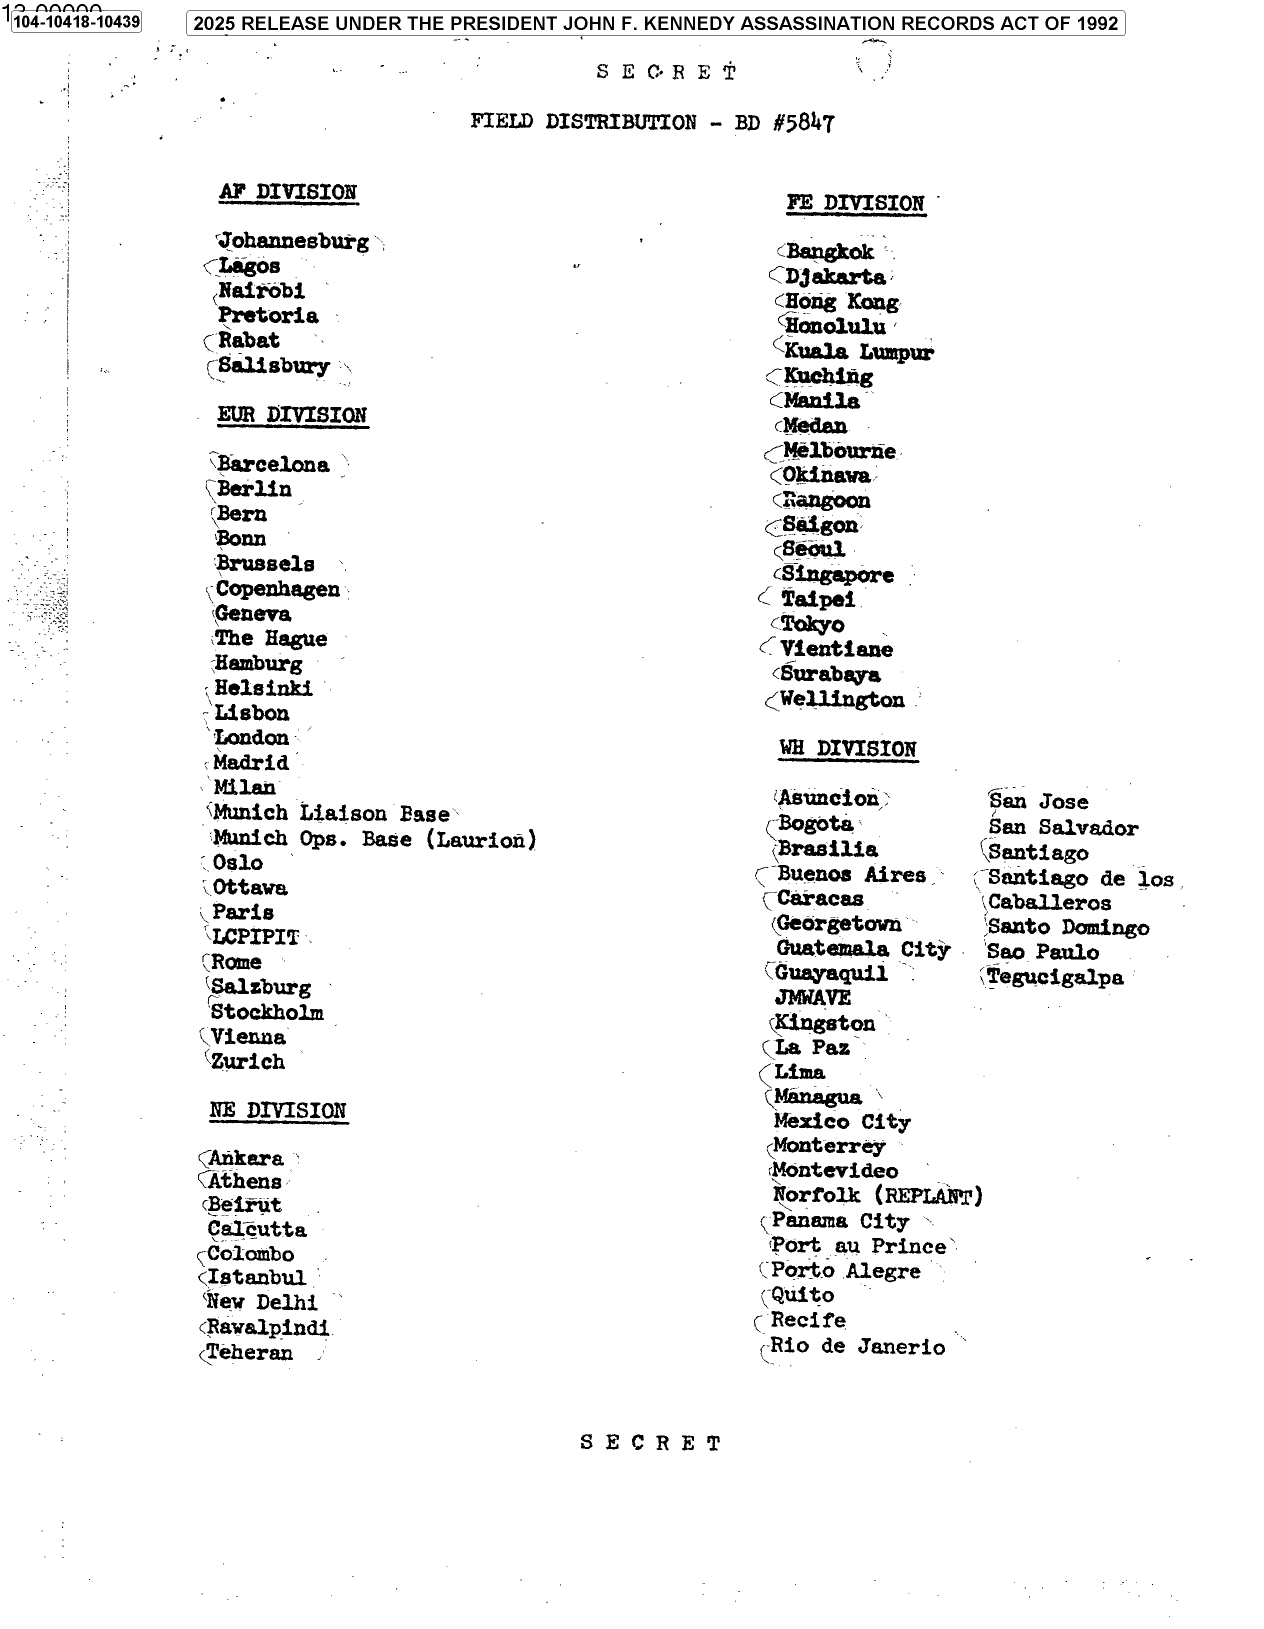 104-10418-10439
2025 RELEASE UNDER THE PRESIDENT JOHN F. KENNEDY ASSASSINATION RECORDS ACT OF 1992
S E C R E T
FIELD DISTRIBUTION - BD #5847
AF DIVISION
Johannesburg
Lagos
Nairobi
Pretoria
Rabat
Salisbury
EUR DIVISION
Barcelona
Berlin
Bern
Bonn
Brussels
Copenhagen
Geneva
The Hague
Hamburg
Helsinki
Lisbon
London
Madrid
Milan
Munich Liaison Base
Munich Ops. Base (Laurion)
Oslo
Ottawa
Paris
LCPIPIT
Rome
Salzburg
Stockholm
Vienna
Zurich
NE DIVISION
Ankara
Athens
Beirut
Calcutta
Colombo
Istanbul
New Delhi
Rawalpindi
Teheran
FE DIVISION
Bangkok
Djakarta
Hong Kong
Honolulu
Kuala Lumpur
Kuching
Manila
Medan
Melbourne
Okinawa
Rangoon
Saigon
Seoul
Singapore
Taipei
Tokyo
Vientiane
Surabaya
Wellington
WH DIVISION
Asuncion
Bogota
Brasilia
Buenos Aires
Caracas
Georgetown
Guatemala City
Guayaquil
JMWAVE
Kingston
La Paz
Lima
Managua
Mexico City
Monterrey
Montevideo
Norfolk (REPLANT)
Panama City
Port au Prince
Porto Alegre
Quito
Recife
Rio de Janerio
San Jose
San Salvador
Santiago
Santiago de los
Caballeros
Santo Domingo
Sao Paulo
Tegucigalpa
S E C R E T